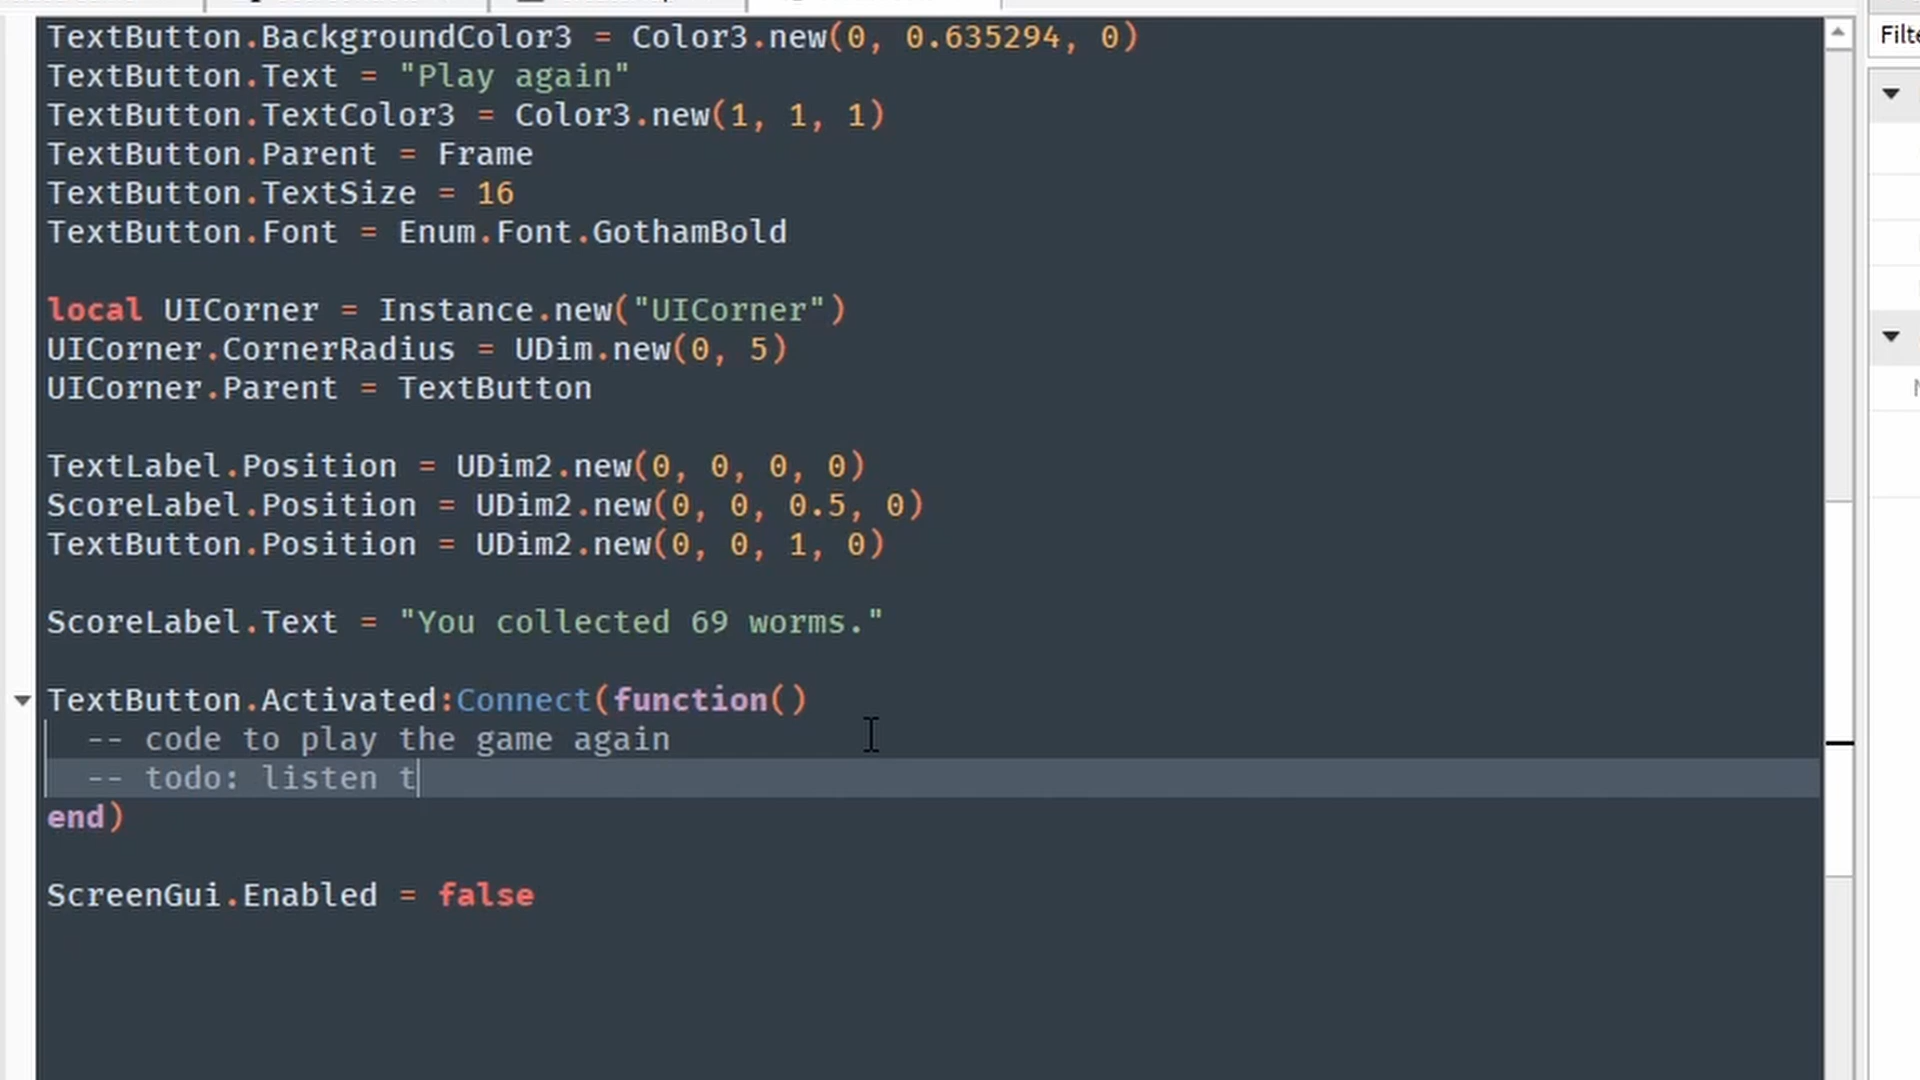 TextButton.BackgroundColor3 = Color3.new(0, 0.635294, 0)
Filte
TextButton.Text = "Play again"
TextButton.TextColor3 = Color3.new(1, 1, 1)
TextButton.Parent = Frame
TextButton.TextSize = 16
TextButton.Font = Enum.Font.GothamBold
local UICorner = Instance.new("UICorner")
UICorner.CornerRadius = UDim.new(0, 5)
UICorner.Parent = TextButton
TextLabel.Position = UDim2.new(0, 0, 0, 0)
ScoreLabel.Position = UDim2.new(0, 0, 0.5, 0)
TextButton.Position = UDim2.new(0, 0, 1, 0)
ScoreLabel.Text = "You collected 69 worms."
TextButton.Activated:Connect(function()
-- code to play the game again
-- todo: listen t
end)
ScreenGui.Enabled = false